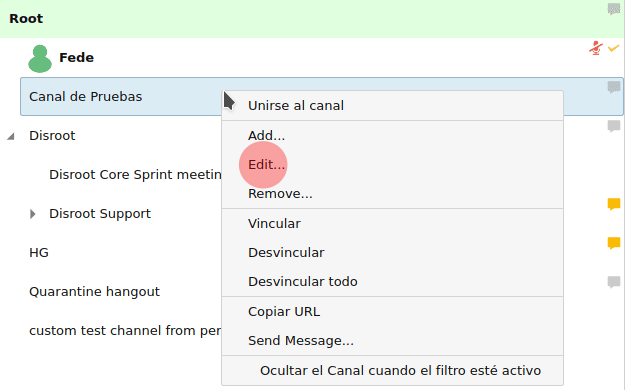 Root
Fede
Canal de Pruebas
Unirse al canal
Add...
Disroot
Edit...
Disroot Core Sprint meetin
Remove...
Disroot Support
Vincular
HG
Desvincular
Desvincular todo
Quarantine hangout
Copiar URL
custom test channel from per
Send Message...
Ocultar el Canal cuando el filtro esté activo